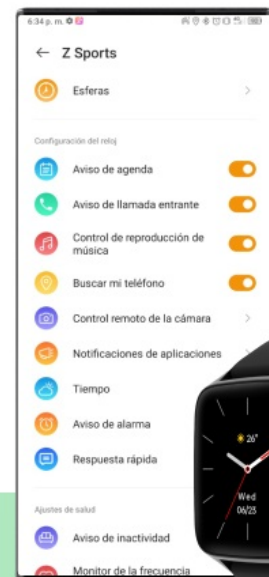 6:34 p. m.
← Z Sports
Esferas
Configuración del reloj
Aviso de agenda
Aviso de llamada entrante
Control de reproducción de
música
Buscar mi teléfono
Control remoto de la cámara
Notificaciones de aplicaciones
Tiempo
Aviso de alarma
Respuesta rápida
26°
Wed
06/23
Ajustes de salud
Aviso de inactividad
Monitor de la frecuencia